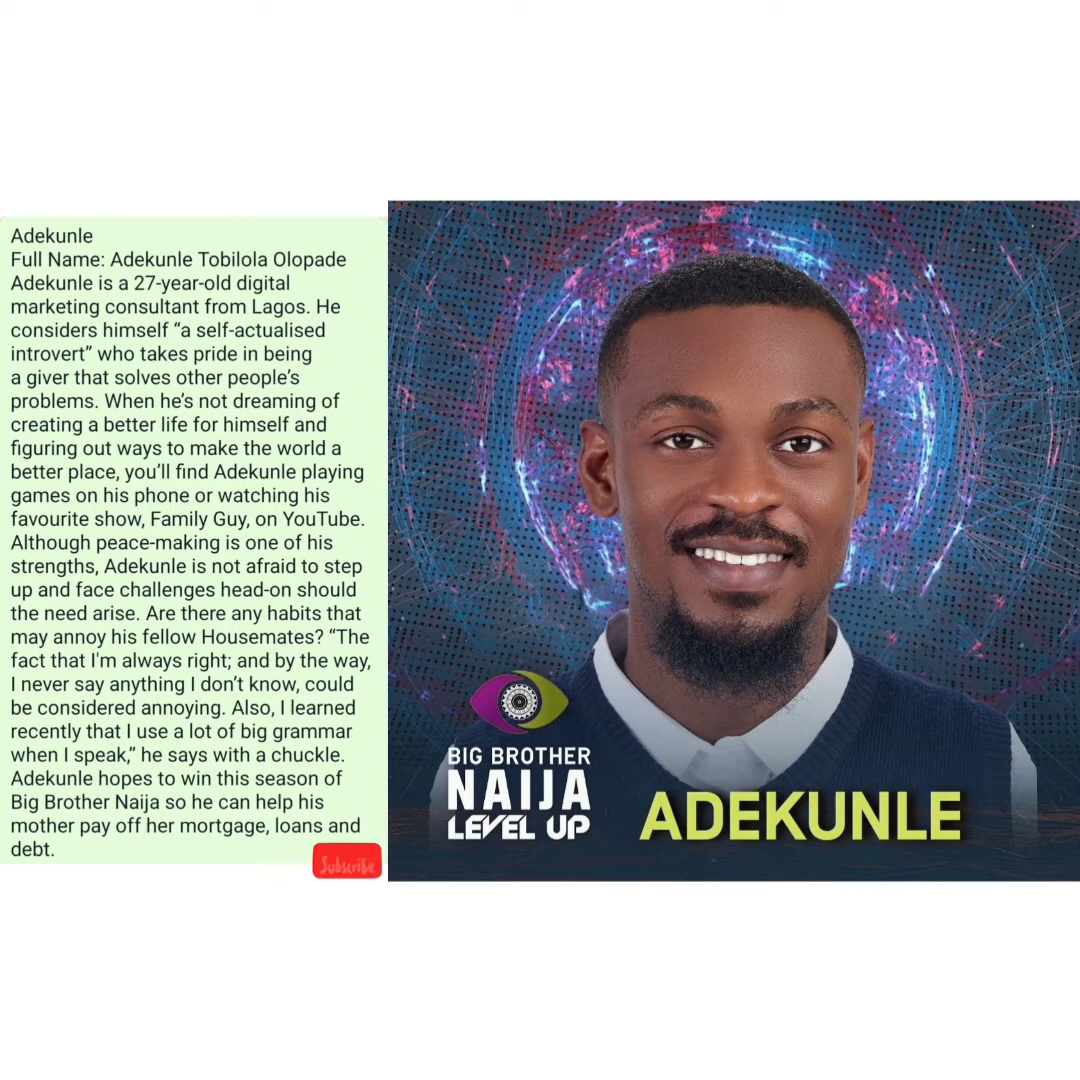 Adekunle
Full Name: Adekunle Tobilola Olopade
Adekunle is a 27-year-old digital
marketing consultant from Lagos. He
considers himself “a self-actualised
introvert” who takes pride in being
a giver that solves other people’s
problems. When he’s not dreaming of
creating a better life for himself and
figuring out ways to make the world a
better place, you’ll find Adekunle playing
games on his phone or watching his
favourite show, Family Guy, on YouTube.
Although peace-making is one of his
strengths, Adekunle is not afraid to step
up and face challenges head-on should
the need arise. Are there any habits that
may annoy his fellow Housemates? “The
fact that I'm always right; and by the way,
I never say anything I don’t know, could
be considered annoying. Also, I learned
recently that I use a lot of big grammar
when I speak,” he says with a chuckle.
Adekunle hopes to win this season of
Big Brother Naija so he can help his
mother pay off her mortgage, loans and
debt.
Subscribe
BIG BROTHER
NAIJA
LEVEL UP
ADEKUNLE